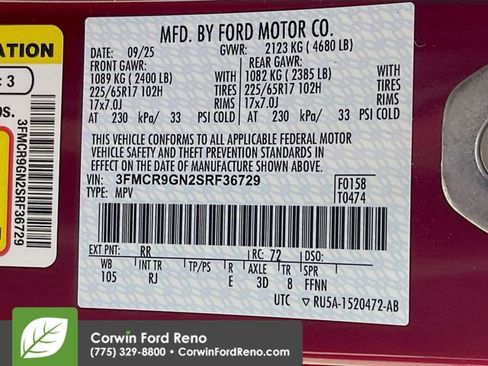 MFD. BY FORD MOTOR CO.
DATE: 09/25 GVWR: 2123 KG ( 4680 LB)
FRONT GAWR: REAR GAWR:
1089 KG ( 2400 LB) 1082 KG ( 2385 LB)
225/65R17 102H TIRES 225/65R17 102H TIRES
17x7.0J RIMS 17x7.0J RIMS
AT 230 kPa/ 33 PSI COLD AT 230 kPa/ 33 PSI COLD
THIS VEHICLE CONFORMS TO ALL APPLICABLE FEDERAL MOTOR
VEHICLE SAFETY AND THEFT PREVENTION STANDARDS IN
EFFECT ON THE DATE OF MANUFACTURE SHOWN ABOVE.
VIN: 3FMCR9GN2SRF36729
TYPE: MPV
F0158
T0474
EXT PNT: RR RC: 72 DSO:
WB INT TR TP/PS R AXLE TR SPR
105 RJ E 3D 8 FFNN
UTC RU5A-1520472-AB
ATION
: 3
OS.
3FMCR9GN2SRF36729
Corwin Ford Reno
(775) 329-8800 • CorwinFordReno.com